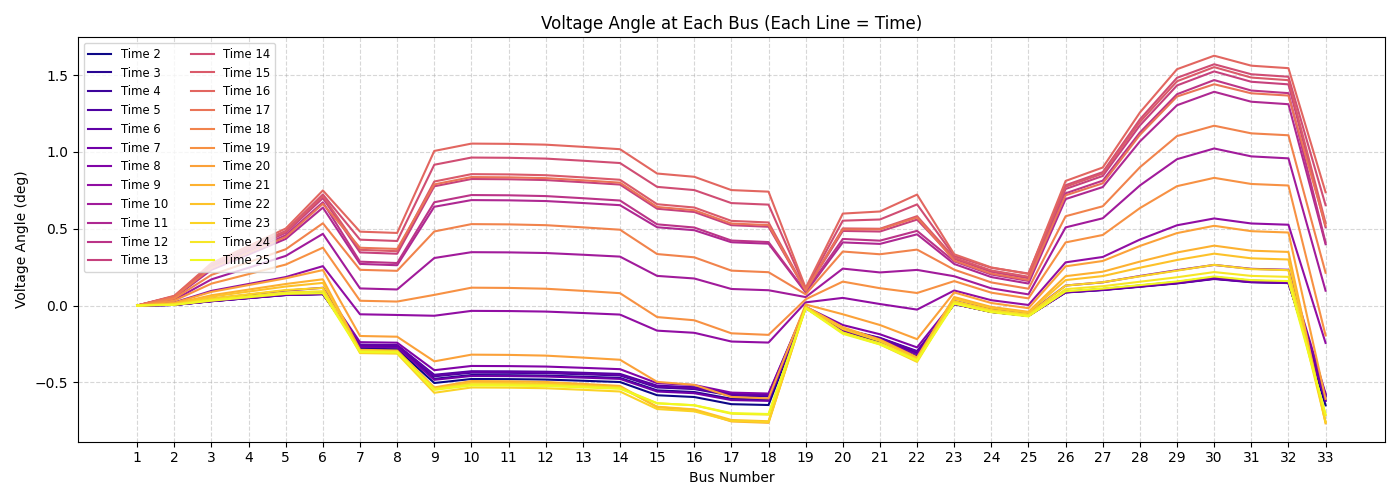 Voltage Angle at Each Bus (Each Line = Time)
Time 2
Time 3
Time 4
Time 5
Time 6
Time 7
Time 8
Time 9
Time 10
Time 11
Time 12
Time 13
Time 14
Time 15
Time 16
Time 17
Time 18
Time 19
Time 20
Time 21
Time 22
Time 23
Time 24
Time 25
Voltage Angle (deg)
1.5
1.0
0.5
0.0
−0.5
1 2 3 4 5 6 7 8 9 10 11 12 13 14 15 16 17 18 19 20 21 22 23 24 25 26 27 28 29 30 31 32 33
Bus Number